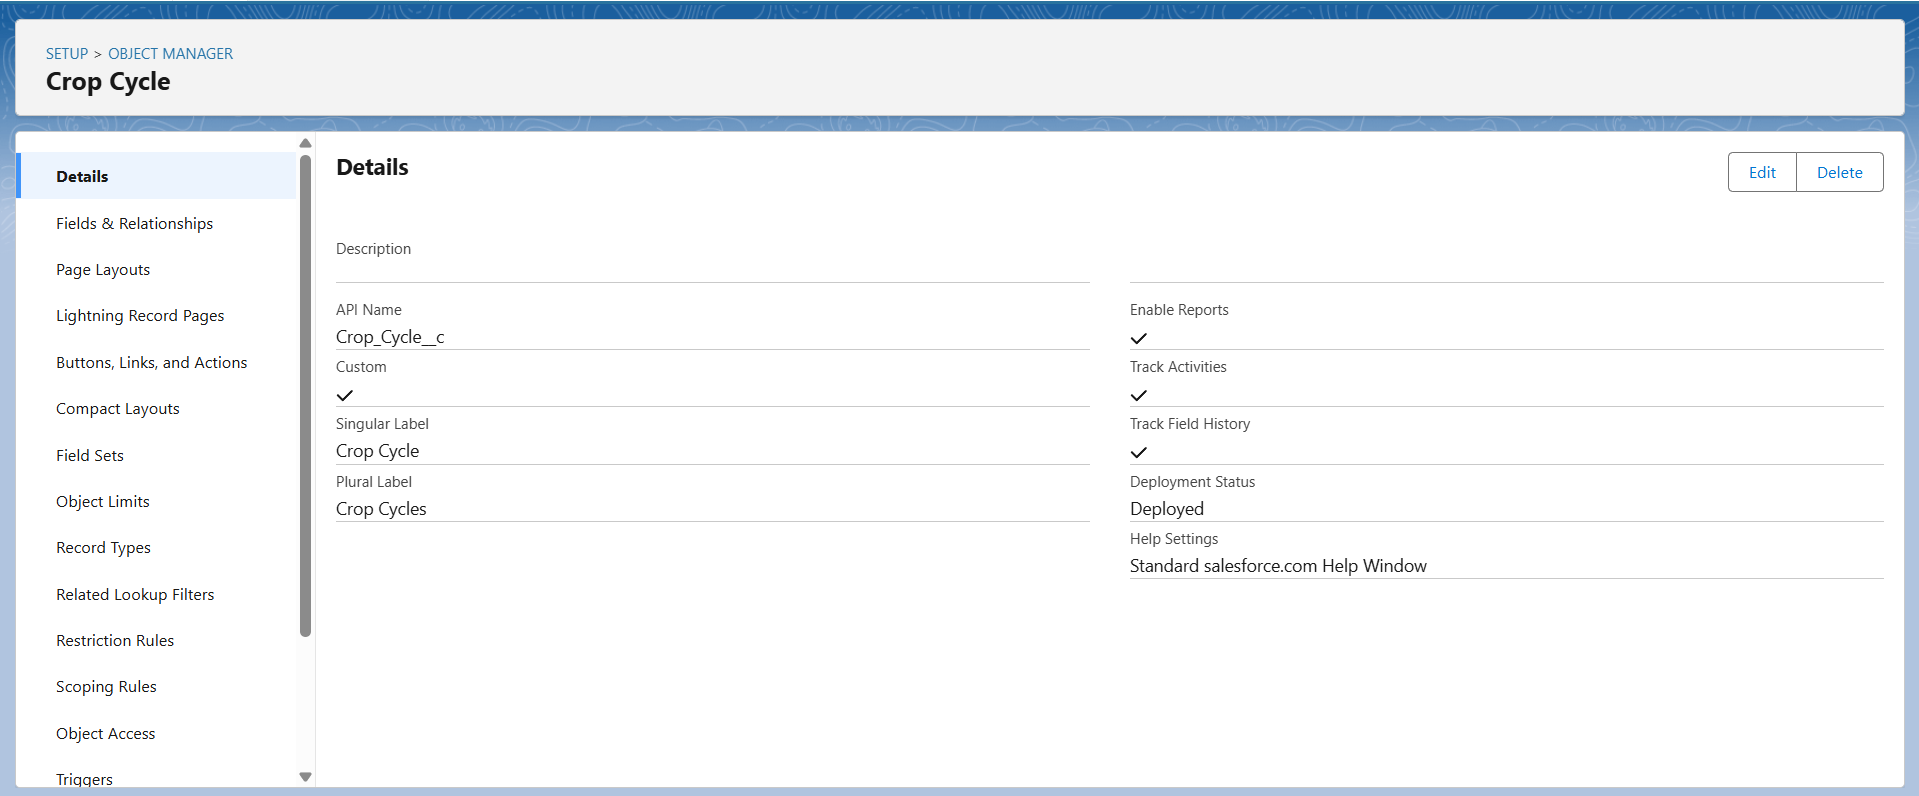 SETUP > OBJECT MANAGER
Crop Cycle
Details
Fields & Relationships
Page Layouts
Lightning Record Pages
Buttons, Links, and Actions
Compact Layouts
Field Sets
Object Limits
Record Types
Related Lookup Filters
Restriction Rules
Scoping Rules
Object Access
Triggers
Details
Edit
Delete
Description
API Name
Crop_Cycle__c
Custom
Singular Label
Crop Cycle
Plural Label
Crop Cycles
Enable Reports
Track Activities
Track Field History
Deployment Status
Deployed
Help Settings
Standard salesforce.com Help Window